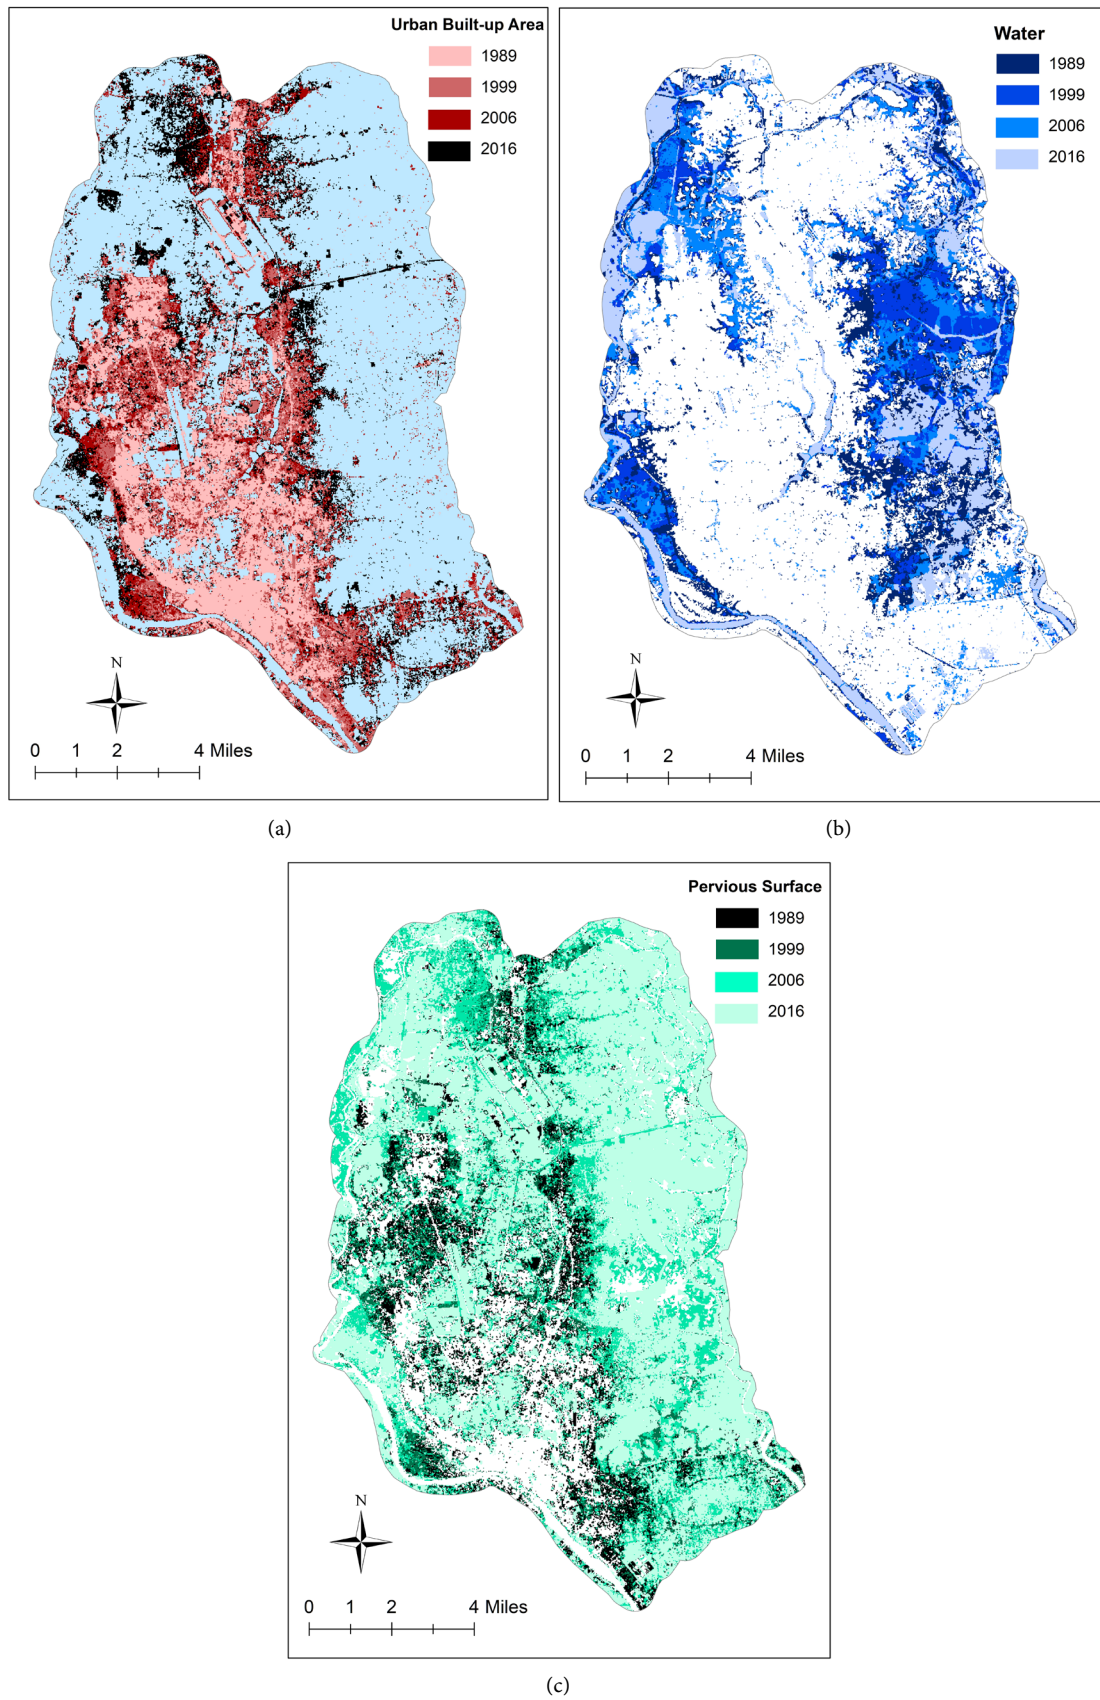 Urban Built-up Area
1989
1999
2006
2016
N
0 1 2 4 Miles
(a)
Water
1989
1999
2006
2016
N
0 1 2 4 Miles
(b)
Pervious Surface
1989
1999
2006
2016
N
0 1 2 4 Miles
(c)